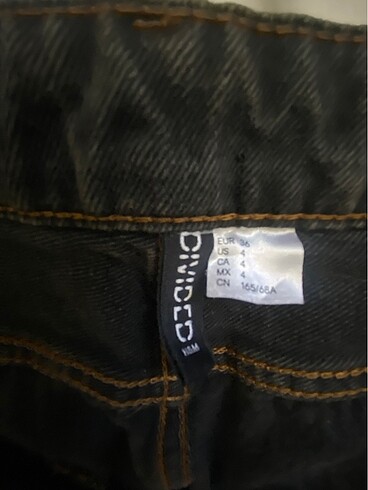 DIVIDED
H&M
EUR 36
US 4
CA 4
MX 4
CN 165/68A